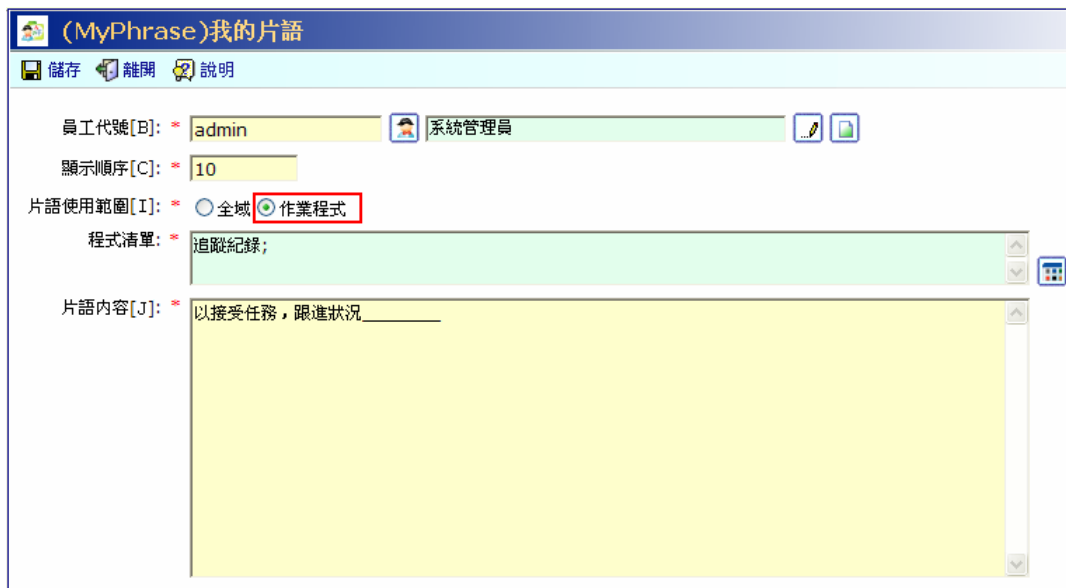 (MyPhrase)我的片語
儲存 離開 說明
員工代號[B]: * admin 系統管理員
顯示順序[C]: * 10
片語使用範圍[I]: * 全域 作業程式
程式清單: * 追蹤紀錄;
片語內容[J]: * 以接受任務，跟進狀況_________